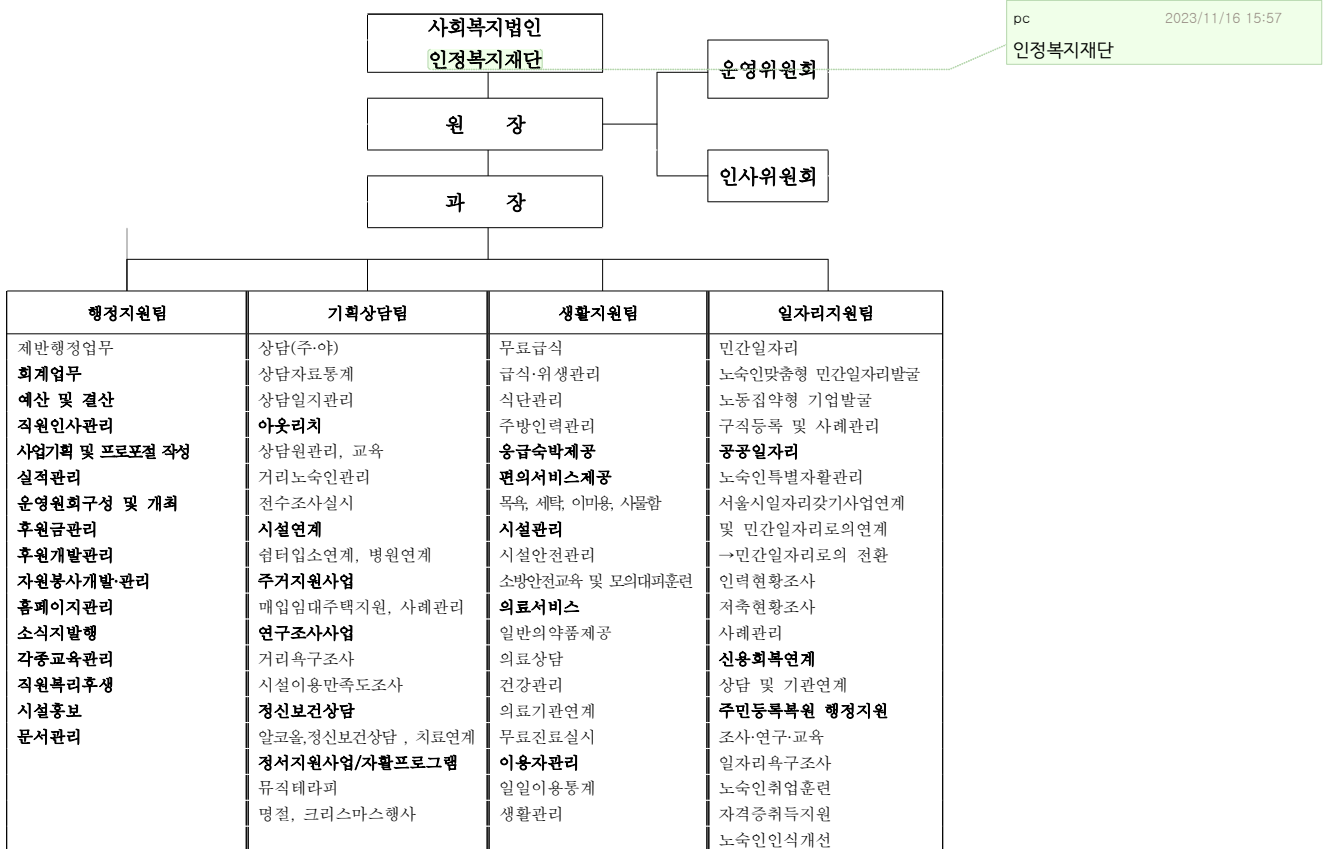 사회복지법인
인정복지재단
pc 2023/11/16 15:57
인정복지재단
운영위원회
원 장
인사위원회
과 장
행정지원팀
제반행정업무
회계업무
예산 및 결산
직원인사관리
사업기획 및 프로포절 작성
실적관리
운영원회구성 및 개최
후원금관리
후원개발관리
자원봉사개발·관리
홈페이지관리
소식지발행
각종교육관리
직원복리후생
시설홍보
문서관리
기획상담팀
상담(주·야)
상담자료통계
상담일지관리
아웃리치
상담원관리, 교육
거리노숙인관리
전수조사실시
시설연계
쉼터입소연계, 병원연계
주거지원사업
매입임대주택지원, 사례관리
연구조사사업
거리욕구조사
시설이용만족도조사
정신보건상담
알코올,정신보건상담 , 치료연계
정서지원사업/자활프로그램
뮤직테라피
명절, 크리스마스행사
생활지원팀
무료급식
급식·위생관리
식단관리
주방인력관리
응급숙박제공
편의서비스제공
목욕, 세탁, 이미용, 사물함
시설관리
시설안전관리
소방안전교육 및 모의대피훈련
의료서비스
일반의약품제공
의료상담
건강관리
의료기관연계
무료진료실시
이용자관리
일일이용통계
생활관리
일자리지원팀
민간일자리
노숙인맞춤형 민간일자리발굴
노동집약형 기업발굴
구직등록 및 사례관리
공공일자리
노숙인특별자활관리
서울시일자리갖기사업연계
및 민간일자리로의연계
→민간일자리로의 전환
인력현황조사
저축현황조사
사례관리
신용회복연계
상담 및 기관연계
주민등록복원 행정지원
조사·연구·교육
일자리욕구조사
노숙인취업훈련
자격증취득지원
노숙인인식개선